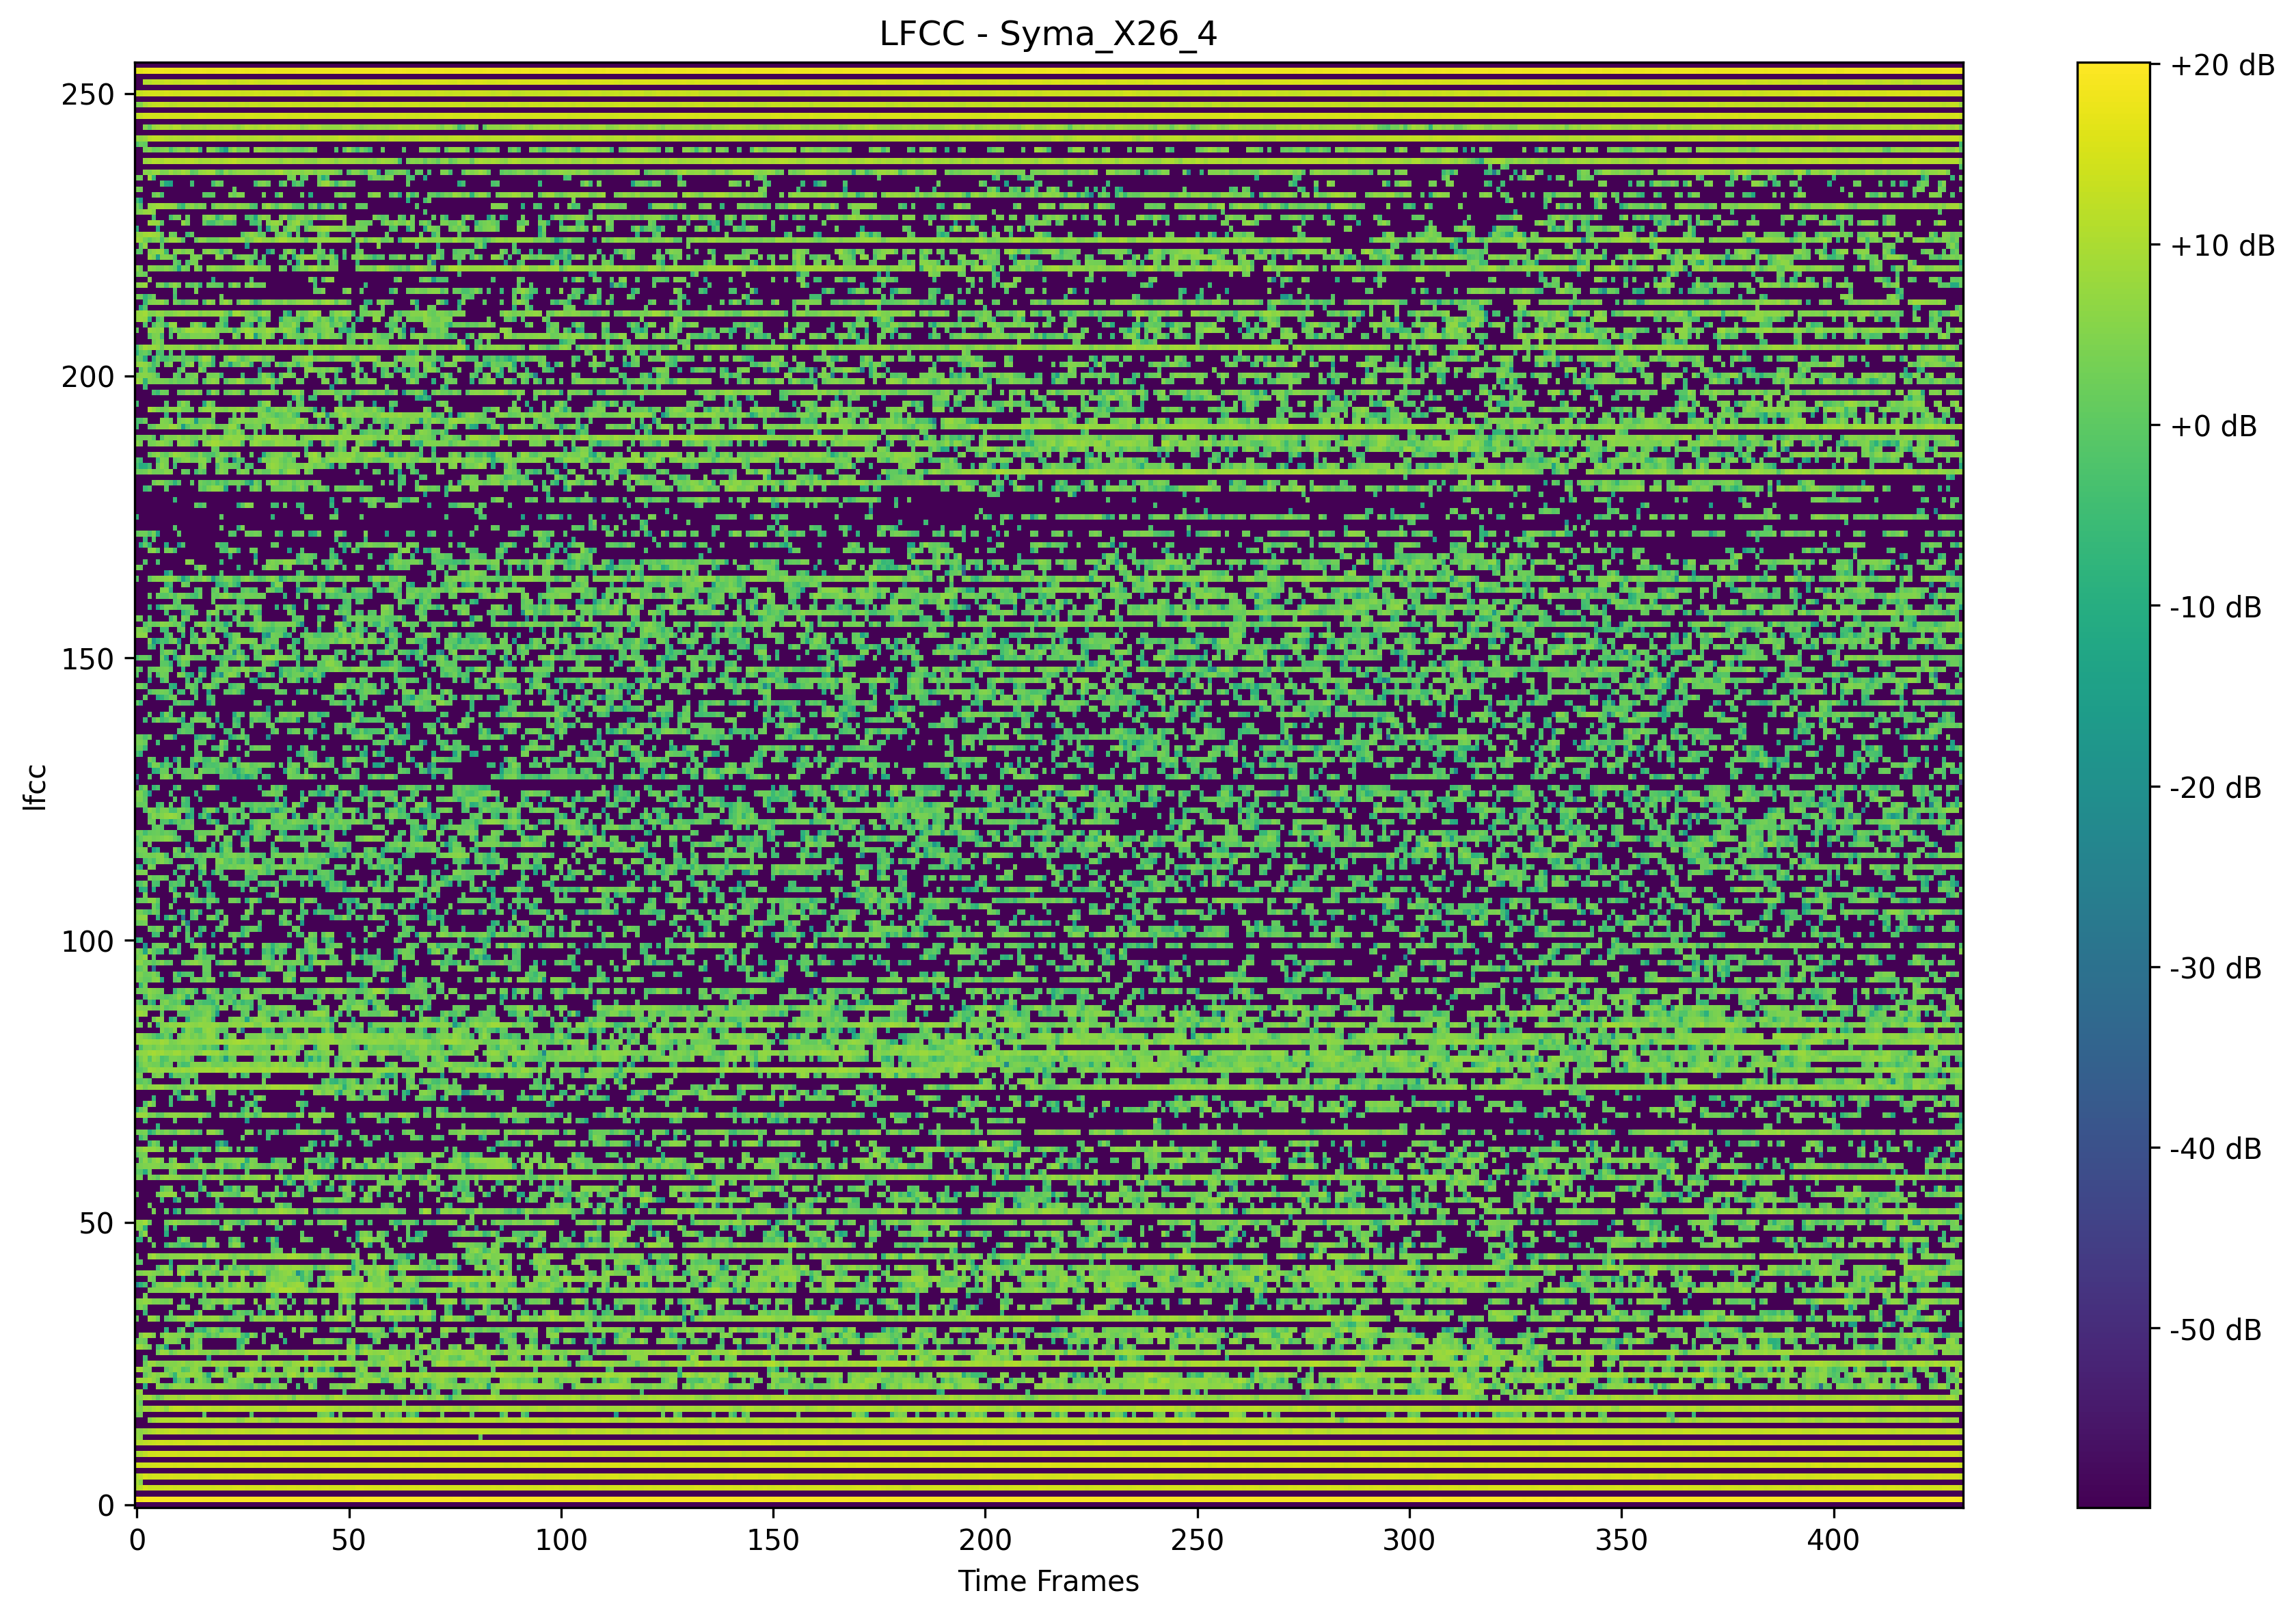 LFCC - Syma_X26_4
250
200
150
100
50
0
lfcc
0 50 100 150 200 250 300 350 400
Time Frames
+20 dB
+10 dB
+0 dB
-10 dB
-20 dB
-30 dB
-40 dB
-50 dB